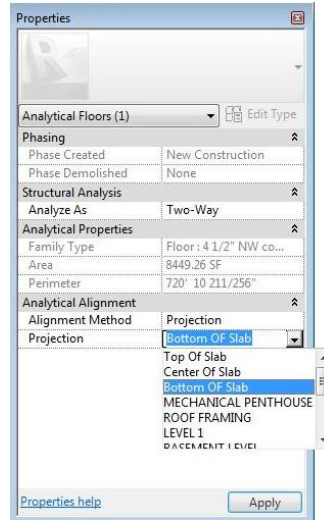 Properties
Analytical Floors (1) Edit Type
Phasing
Phase Created New Construction
Phase Demolished None
Structural Analysis
Analyze As Two-Way
Analytical Properties
Family Type Floor : 4 1/2" NW co...
Area 8449.26 SF
Perimeter 720' 10 211/256"
Analytical Alignment
Alignment Method Projection
Projection Bottom OF Slab
Top Of Slab
Center Of Slab
Bottom OF Slab
MECHANICAL PENTHOUSE
ROOF FRAMING
LEVEL 1
BASEMENT LEVEL
Properties help Apply